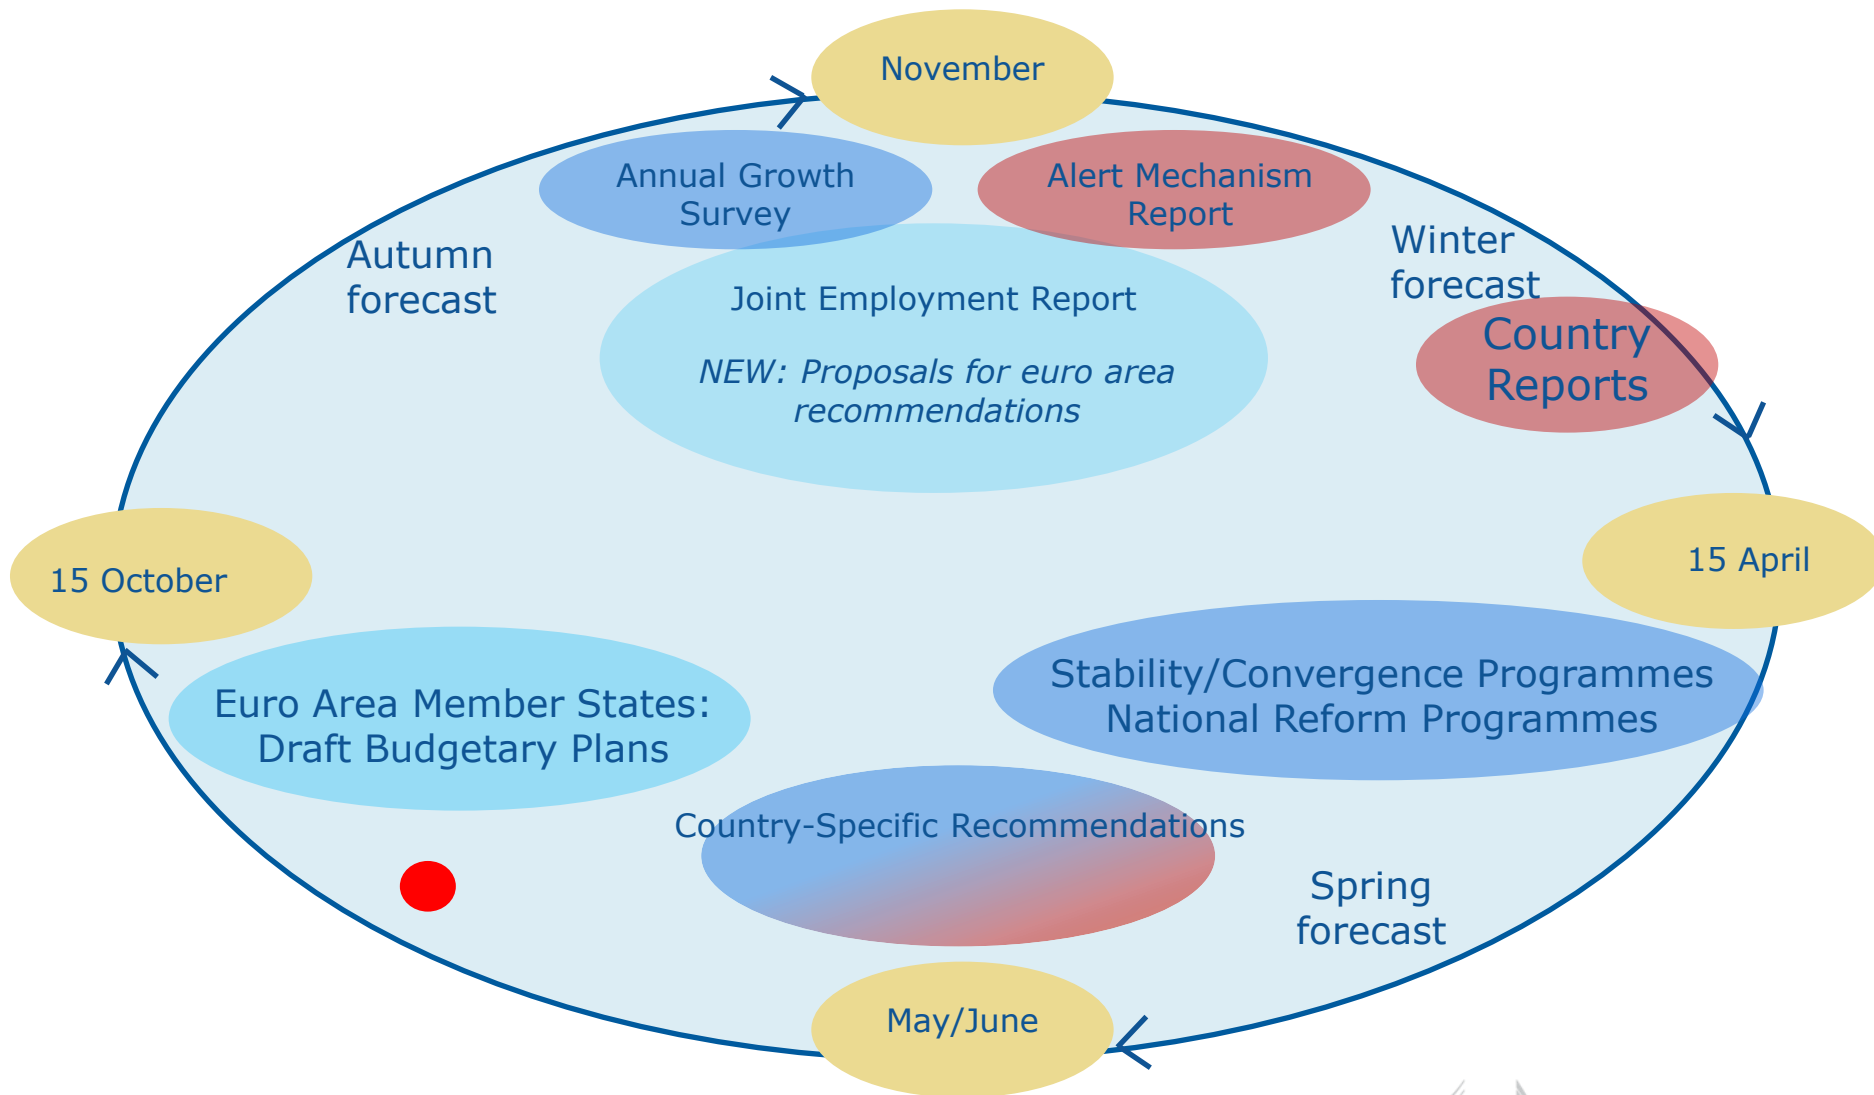 November
Annual Growth
Survey
Alert Mechanism
Report
Autumn
forecast
Winter
forecast
Joint Employment Report
NEW: Proposals for euro area
recommendations
Country
Reports
15 October
15 April
Euro Area Member States:
Draft Budgetary Plans
Stability/Convergence Programmes
National Reform Programmes
Country-Specific Recommendations
Spring
forecast
May/June